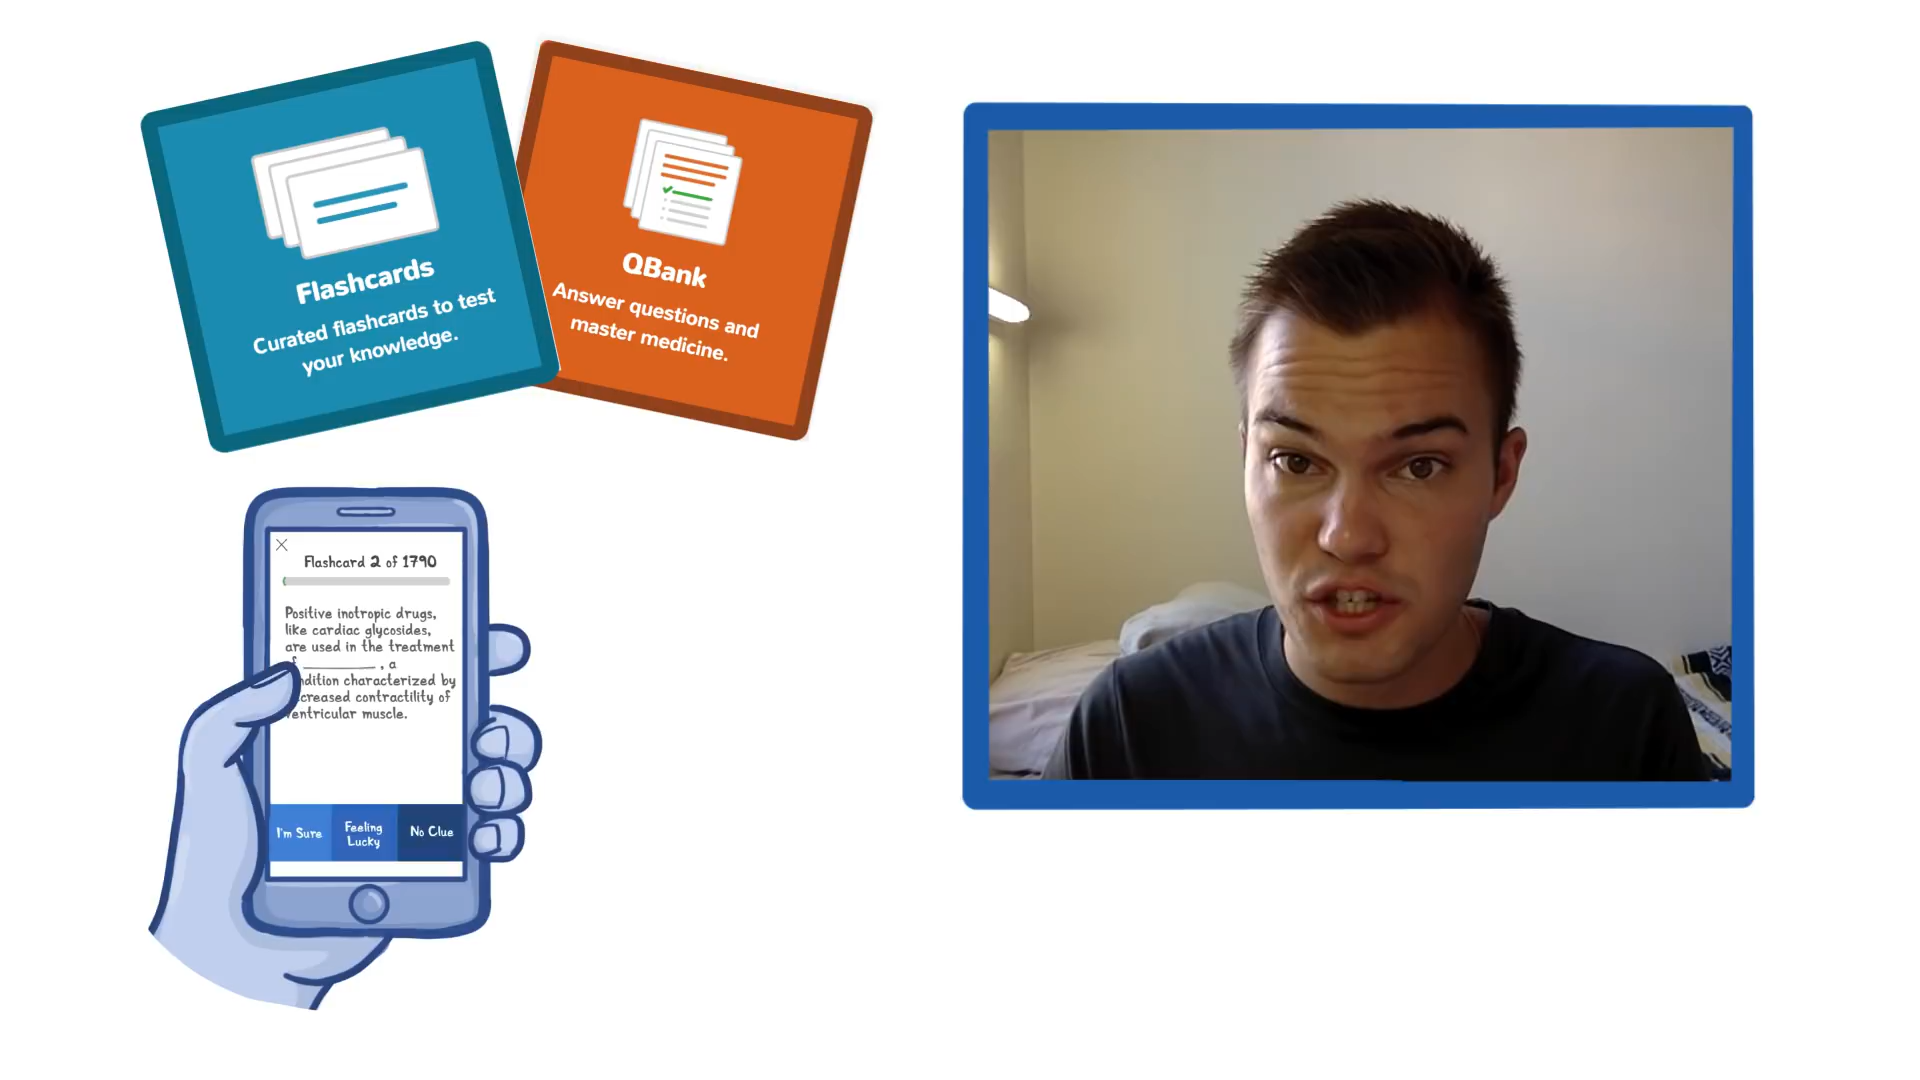 Flashcards
Curated flashcards to test
your knowledge.
QBank
Answer questions and
master medicine.
Flashcard 2 of 1790
Positive inotropic drugs,
like cardiac glycosides,
are used in the treatment
f __________, a
ndition characterized by
creased contractility of
ventricular muscle.
I'm Sure
Feeling
Lucky
No Clue